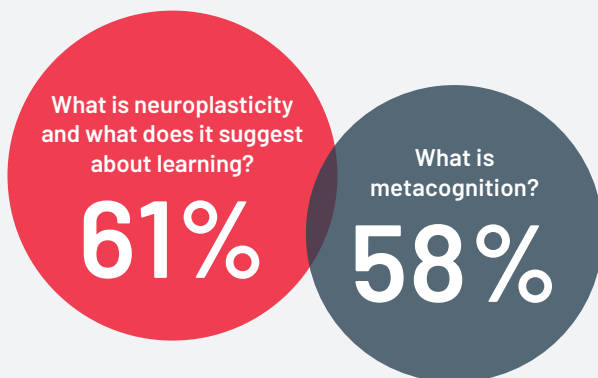 What is neuroplasticity
and what does it suggest
about learning?
61%
What is
metacognition?
58%